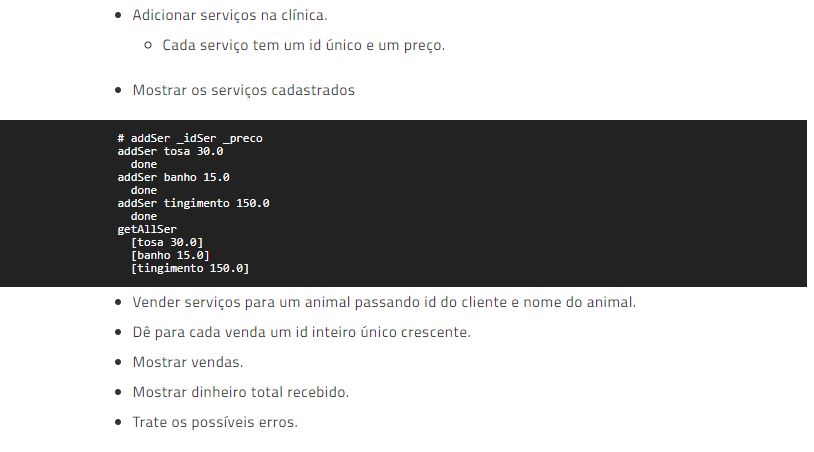 Adicionar serviços na clínica.
Cada serviço tem um id único e um preço.
Mostrar os serviços cadastrados
# addSer _idSer _preco
addSer tosa 30.0
  done
addSer banho 15.0
  done
addSer tingimento 150.0
  done
getAllSer
  [tosa 30.0]
  [banho 15.0]
  [tingimento 150.0]
Vender serviços para um animal passando id do cliente e nome do animal.
Dê para cada venda um id inteiro único crescente.
Mostrar vendas.
Mostrar dinheiro total recebido.
Trate os possíveis erros.